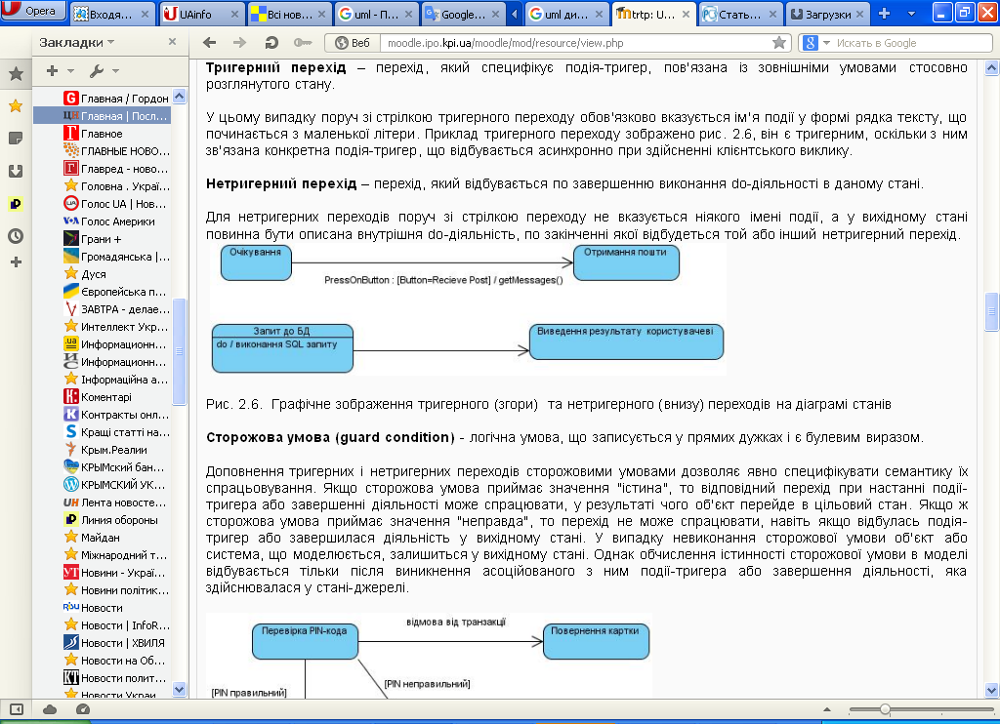 Opera
Входя...
UAinfo
Всі нов...
uml - П...
Google...
uml ди...
trtp: U...
Стать...
Загрузки
Закладки
Веб
moodle.ipo.kpi.ua/moodle/mod/resource/view.php
Искать в Google
Главная / Гордон
Главная | Посл...
Главное
ГЛАВНЫЕ НОВО...
Главред - ново...
Головна . Украї...
Голос UA | Нов...
Голос Америки
Грани +
Громадянська |...
Дуся
Європейська п...
ЗАВТРА - делае...
Интеллект Укр...
Информационн...
Информационн...
Інформаційна а...
Коментарі
Контракты онл...
Кращі статті на...
Крым.Реалии
КРЫМский бан...
КРЫМСКИЙ УК...
Лента новосте...
Линия обороны
Майдан
Міжнародний т...
Новини - Украї...
Новини політик...
Новости
Новости | InfoR...
Новости | ХВИЛЯ
Новости на Об...
Новости полит...
Новости Украи...
Тригерний перехід – перехід, який специфікує подія-тригер, пов'язана із зовнішніми умовами стосовно
розглянутого стану.
У цьому випадку поруч зі стрілкою тригерного переходу обов'язково вказується ім'я події у формі рядка тексту, що
починається з маленької літери. Приклад тригерного переходу зображено рис. 2.6, він є тригерним, оскільки з ним
зв'язана конкретна подія-тригер, що відбувається асинхронно при здійсненні клієнтського виклику.
Нетригерний перехід – перехід, який відбувається по завершенню виконання do-діяльності в даному стані.
Для нетригерних переходів поруч зі стрілкою переходу не вказується ніякого імені події, а у вихідному стані
повинна бути описана внутрішня do-діяльність, по закінченні якої відбудеться той або інший нетригерний перехід.
Очікування
Отримання пошти
PressOnButton : [Button=Recieve Post] / getMessages()
Запит до БД
do / виконання SQL запиту
Виведення результату користувачеві
Рис. 2.6. Графічне зображення тригерного (згори) та нетригерного (внизу) переходів на діаграмі станів
Сторожова умова (guard condition) - логічна умова, що записується у прямих дужках і є булевим виразом.
Доповнення тригерних і нетригерних переходів сторожовими умовами дозволяє явно специфікувати семантику їх
спрацьовування. Якщо сторожова умова приймає значення "істина", то відповідний перехід при настанні події-
тригера або завершенні діяльності може спрацювати, у результаті чого об'єкт перейде в цільовий стан. Якщо ж
сторожова умова приймає значення "неправда", то перехід не може спрацювати, навіть якщо відбулась подія-
тригер або завершилася діяльність у вихідному стані. У випадку невиконання сторожової умови об'єкт або
система, що моделюється, залишиться у вихідному стані. Однак обчислення істинності сторожової умови в моделі
відбувається тільки після виникнення асоційованого з ним події-тригера або завершення діяльності, яка
здійснювалася у стані-джерелі.
відмова від транзакції
Перевірка PIN-кода
Повернення картки
[PIN неправильний]
[PIN правильний]